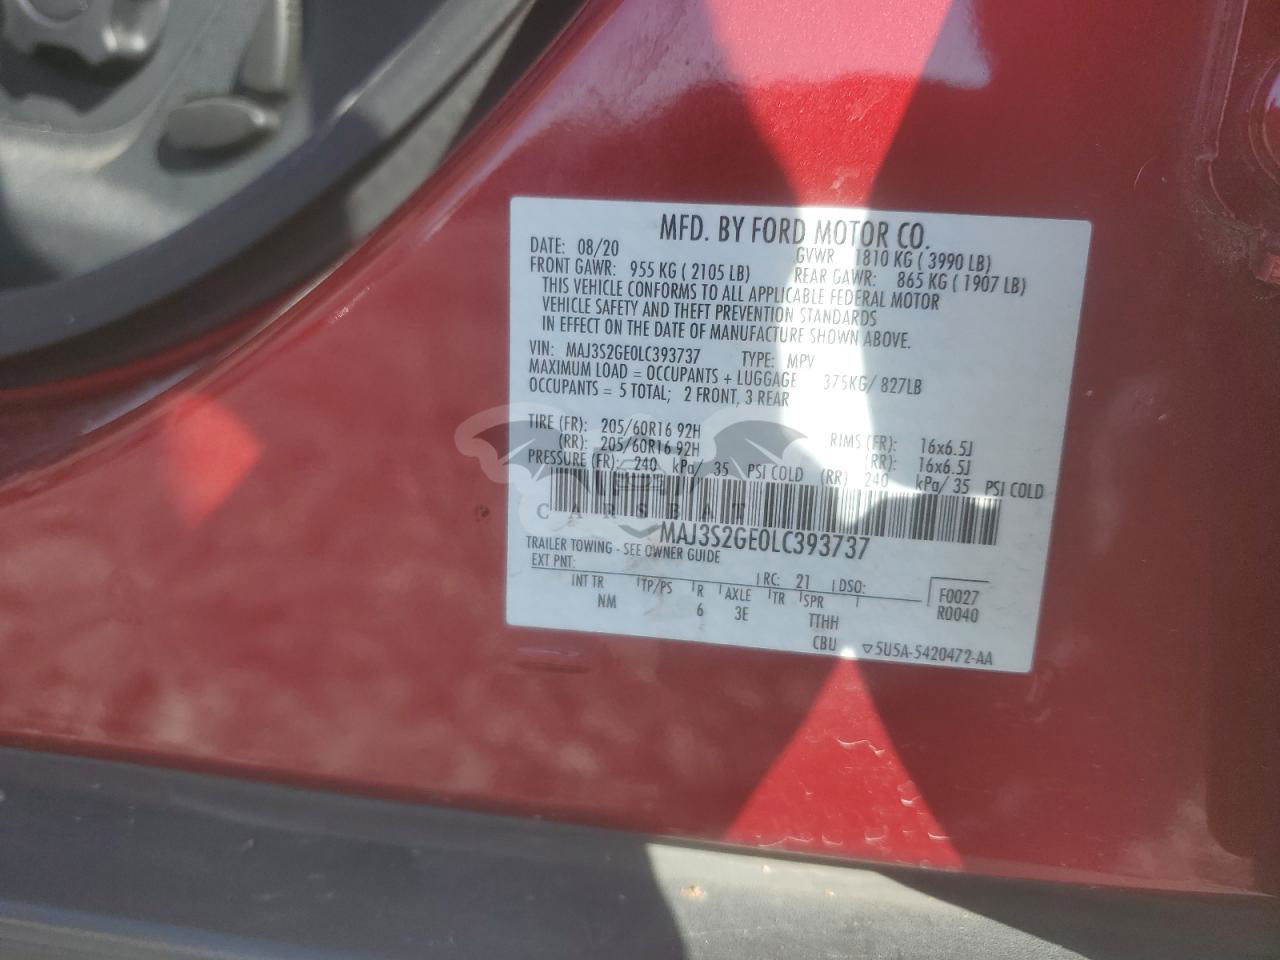 MFD. BY FORD MOTOR CO.
DATE: 08/20 GVWR 1810 KG ( 3990 LB)
FRONT GAWR: 955 KG ( 2105 LB) REAR GAWR: 865 KG ( 1907 LB)
THIS VEHICLE CONFORMS TO ALL APPLICABLE FEDERAL MOTOR
VEHICLE SAFETY AND THEFT PREVENTION STANDARDS
IN EFFECT ON THE DATE OF MANUFACTURE SHOWN ABOVE.
VIN: MAJ3S2GE0LC393737 TYPE: MPV
MAXIMUM LOAD = OCCUPANTS + LUGGAGE 375KG/ 827LB
OCCUPANTS = 5 TOTAL; 2 FRONT, 3 REAR
TIRE (FR): 205/60R16 92H RIMS (FR): 16x6.5J
(RR): 205/60R16 92H (RR): 16x6.5J
PRESSURE (FR): 240 kPa/ 35 PSI COLD (RR) 240 kPa/ 35 PSI COLD
CARSBAT
MAJ3S2GE0LC393737
TRAILER TOWING - SEE OWNER GUIDE
EXT PNT: RC: 21 DSO:
INT TR TP/PS R AXLE TR SPR F0027
NM 6 3E TTHH R0040
CBU ▽5U5A-5420472-AA